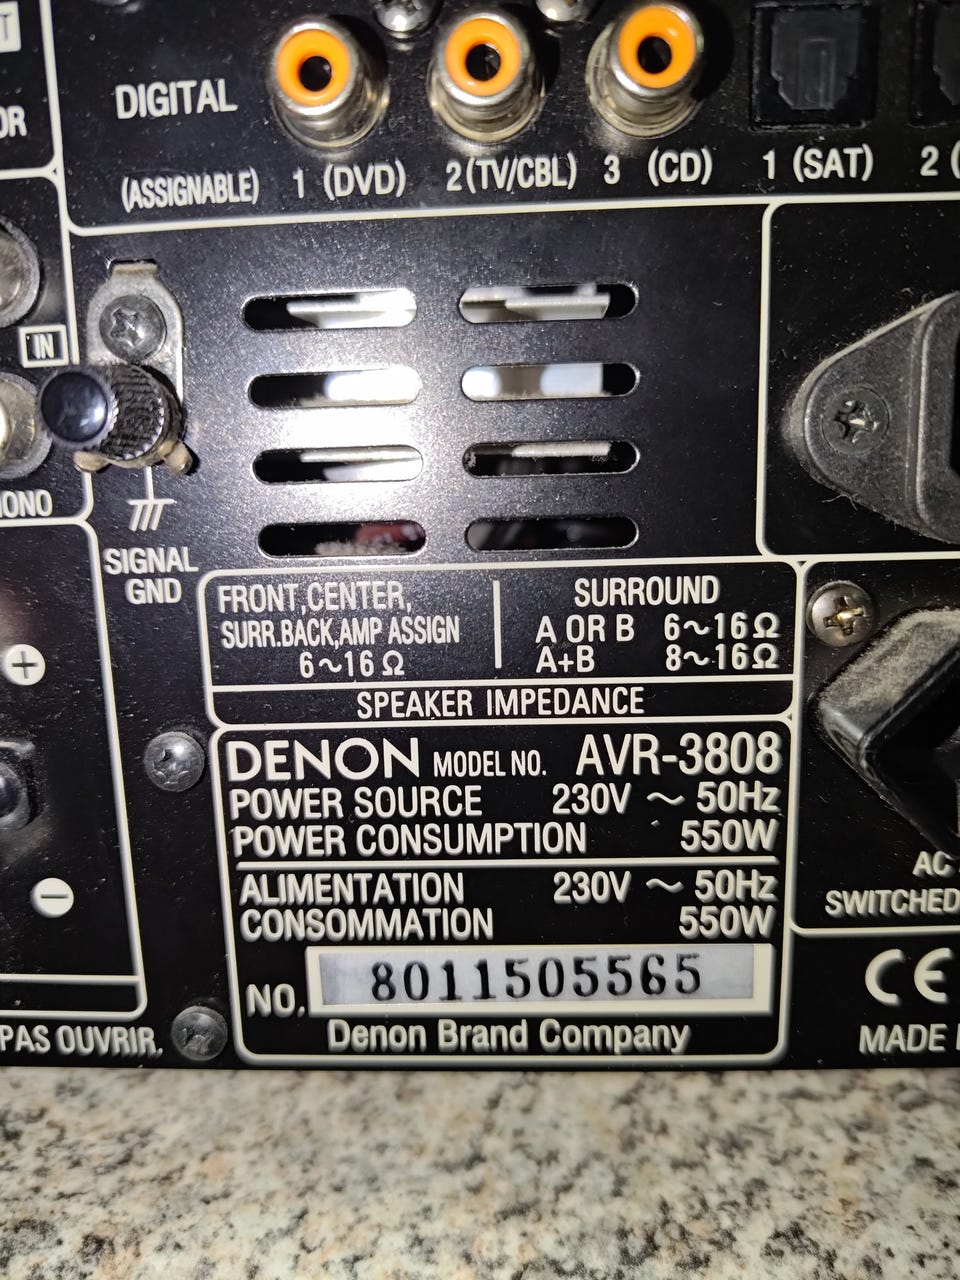 DIGITAL
(ASSIGNABLE) 1 (DVD) 2 (TV/CBL) 3 (CD) 1 (SAT) 2 (
IN
SIGNAL
GND
FRONT,CENTER,
SURR.BACK,AMP ASSIGN
6~16Ω
SURROUND
A OR B 6~16Ω
A+B 8~16Ω
SPEAKER IMPEDANCE
DENON MODEL NO. AVR-3808
POWER SOURCE 230V ~ 50Hz
POWER CONSUMPTION 550W
ALIMENTATION 230V ~ 50Hz
CONSOMMATION 550W
NO. 8011505565
Denon Brand Company
+
−
PAS OUVRIR.
AC
SWITCHED
CE
MADE